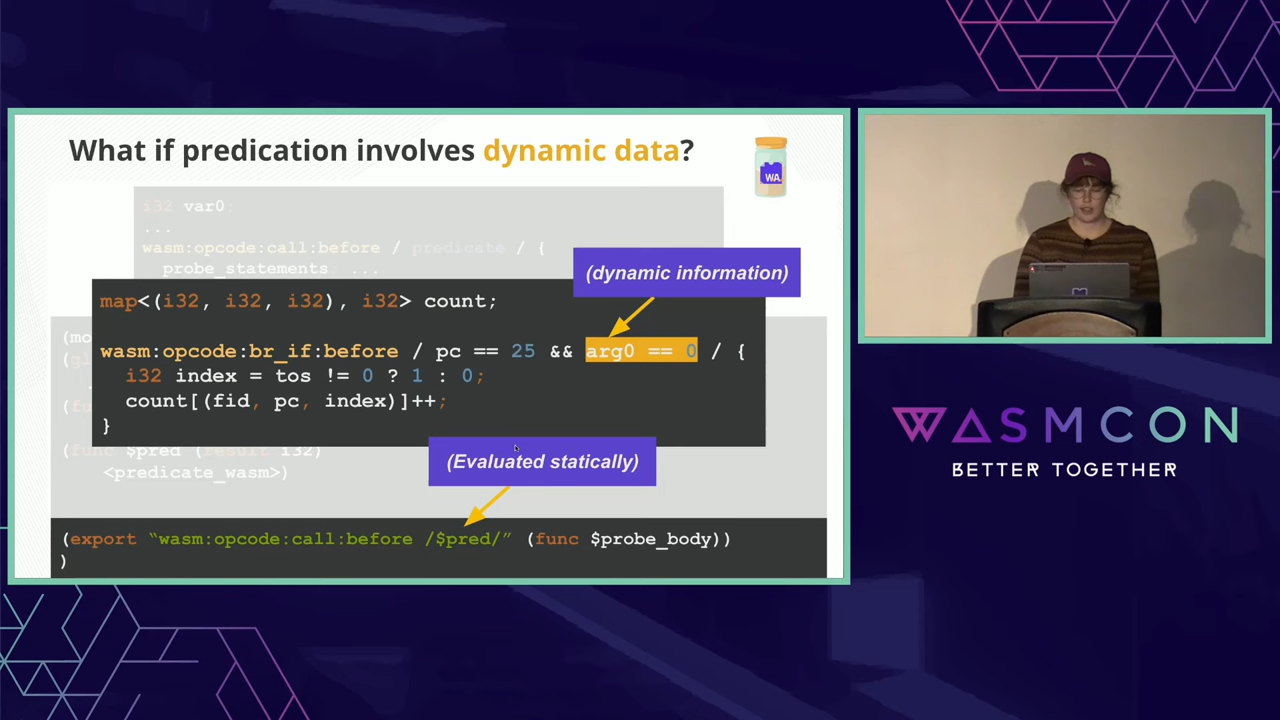 What if predication involves dynamic data?
WA
i32 var0;
...
wasm:opcode:call:before / predicate / {
probe_statements ...
(dynamic information)
map<(i32, i32, i32), i32> count;
wasm:opcode:br_if:before / pc == 25 && arg0 == 0 / {
i32 index = tos != 0 ? 1 : 0;
count[(fid, pc, index)]++;
}
(func $pred (result i32)
<predicate_wasm>)
(Evaluated statically)
(export “wasm:opcode:call:before /$pred/” (func $probe_body))
)
WASMCON
BETTER TOGETHER